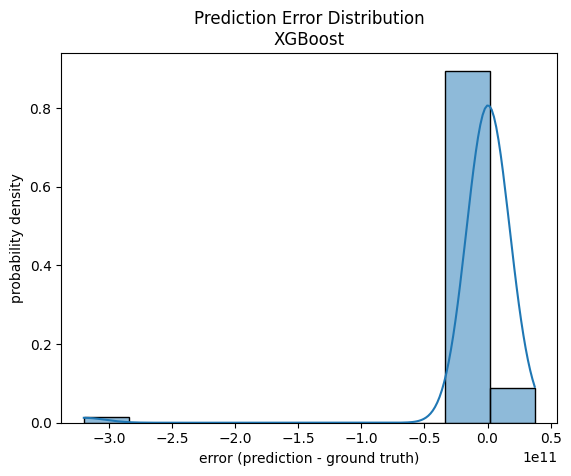 Prediction Error Distribution
XGBoost
probability density
0.8
0.6
0.4
0.2
0.0
−3.0 −2.5 −2.0 −1.5 −1.0 −0.5 0.0 0.5
1e11
error (prediction - ground truth)